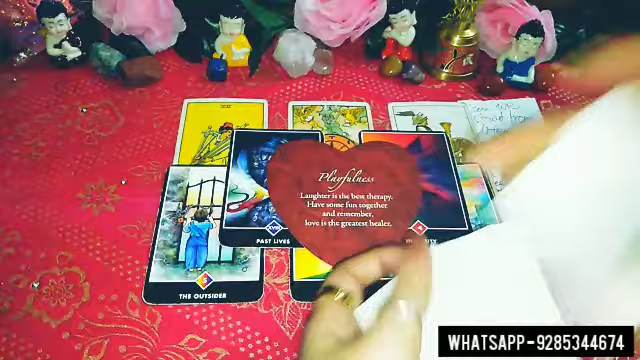 Playfulness
Laughter is the best therapy.
Have some fun together
and remember,
love is the greatest healer.
XVIII
PAST LIVES
THE OUTSIDER
WHATSAPP-9285344674